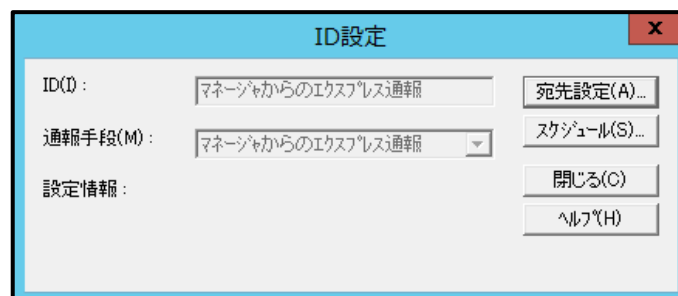 ID設定
x
ID(I)：
マネージャからのエクスプレス通報
宛先設定(A)...
通報手段(M)：
マネージャからのエクスプレス通報
スケジュール(S)...
設定情報：
閉じる(C)
ヘルプ(H)